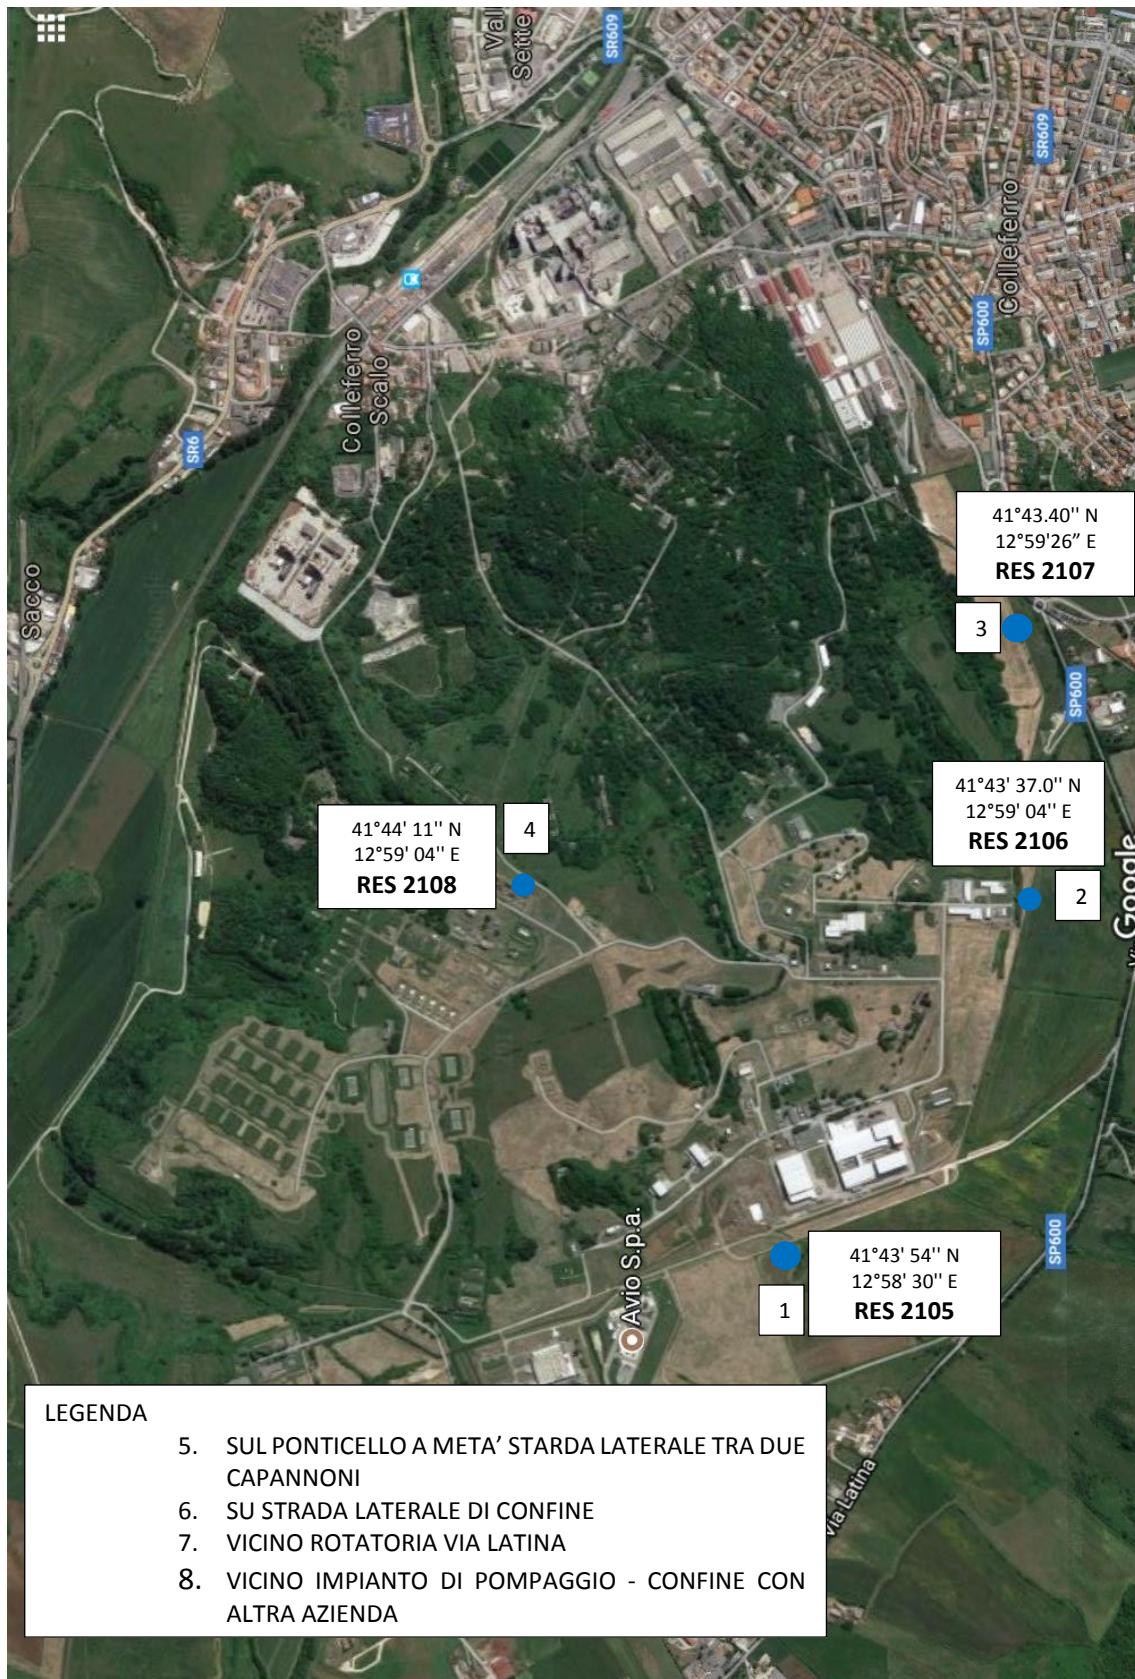 Val
Sette
SR609
SR609
Colleferro
SP600
Colleferro
Scalo
SR6
Sacco
41°43.40'' N
12°59'26” E
RES 2107
3
SP600
41°43' 37.0'' N
12°59' 04'' E
RES 2106
2
41°44' 11'' N
12°59' 04'' E
RES 2108
4
Google
Avio S.p.a.
SP600
41°43' 54'' N
12°58' 30'' E
RES 2105
1
Via Latina
LEGENDA
5. SUL PONTICELLO A META’ STARDA LATERALE TRA DUE
CAPANNONI
6. SU STRADA LATERALE DI CONFINE
7. VICINO ROTATORIA VIA LATINA
8. VICINO IMPIANTO DI POMPAGGIO - CONFINE CON
ALTRA AZIENDA